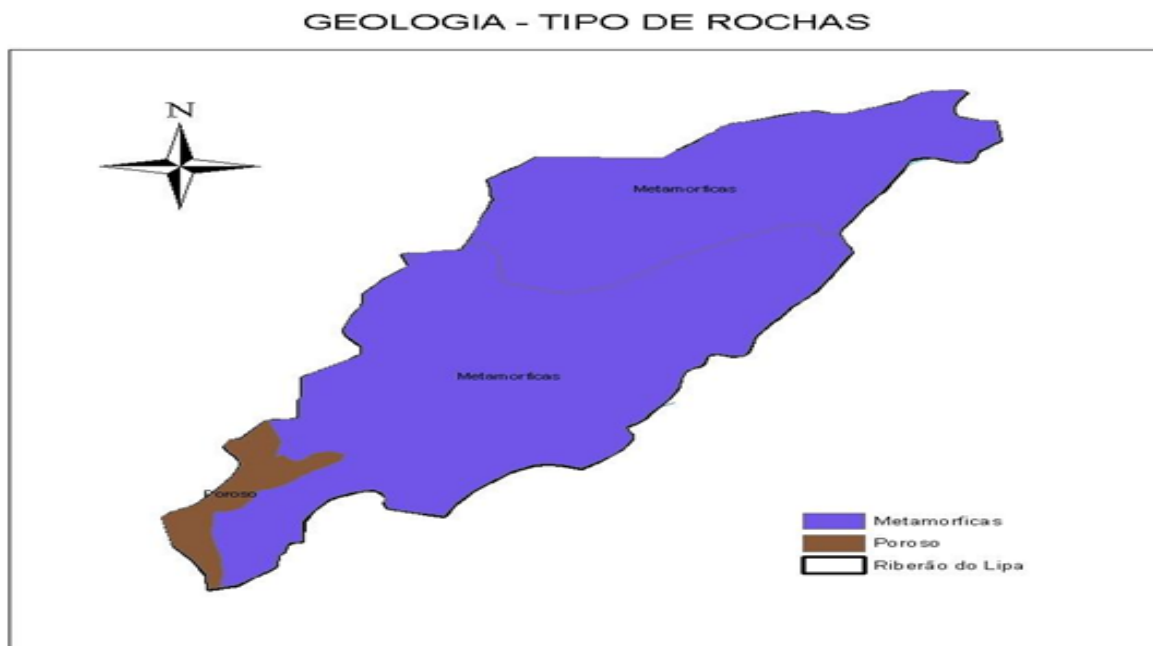 GEOLOGIA - TIPO DE ROCHAS
N
Metamorficas
Metamorficas
Poroso
Metamorficas
Poroso
Riberão do Lipa